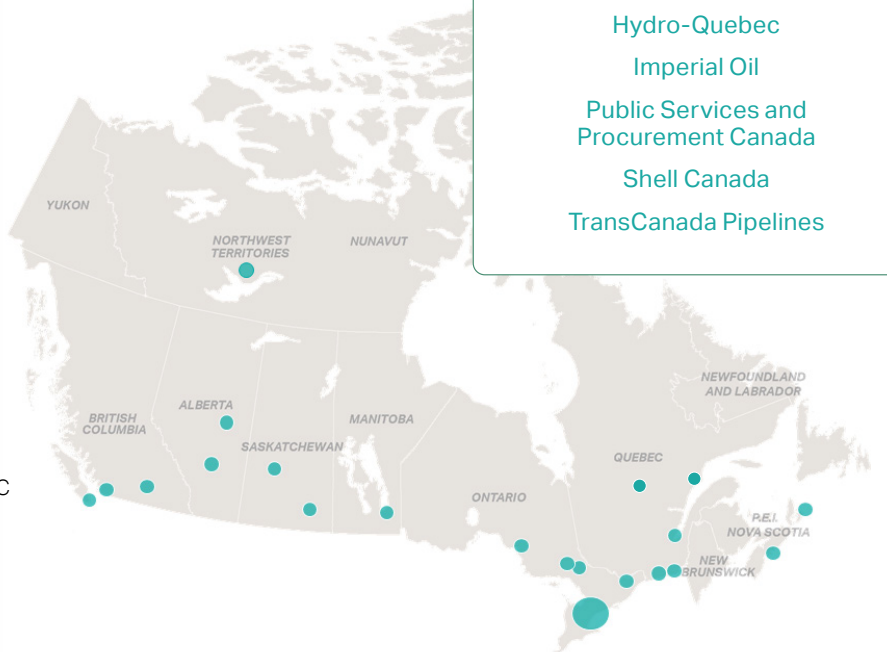 Hydro-Quebec
Imperial Oil
Public Services and
Procurement Canada
Shell Canada
TransCanada Pipelines
YUKON
NORTHWEST
TERRITORIES
NUNAVUT
NEWFOUNDLAND
AND LABRADOR
BRITISH
COLUMBIA
ALBERTA
SASKATCHEWAN
MANITOBA
QUEBEC
ONTARIO
C
P.E.I.
NOVA SCOTIA
NEW
BRUNSWICK